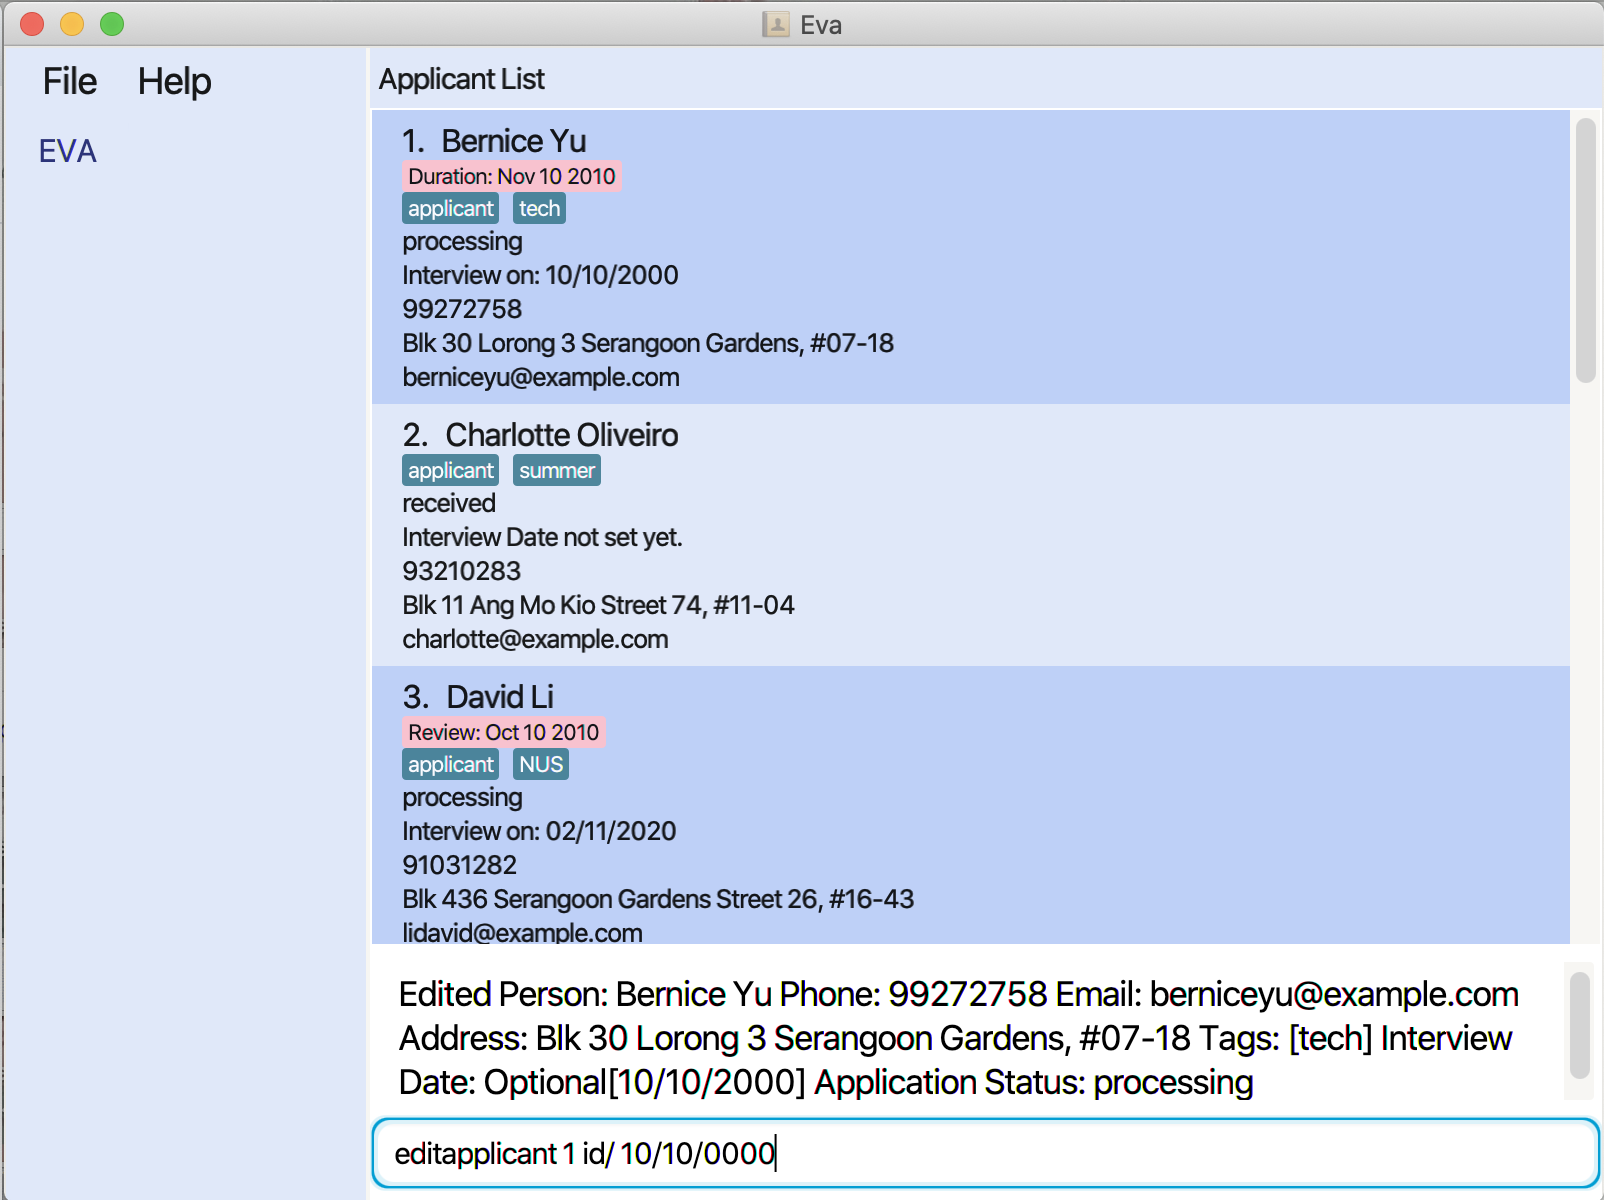 Eva
File Help
EVA
Applicant List
1. Bernice Yu
Duration: Nov 10 2010
applicant tech
processing
Interview on: 10/10/2000
99272758
Blk 30 Lorong 3 Serangoon Gardens, #07-18
berniceyu@example.com
2. Charlotte Oliveiro
applicant summer
received
Interview Date not set yet.
93210283
Blk 11 Ang Mo Kio Street 74, #11-04
charlotte@example.com
3. David Li
Review: Oct 10 2010
applicant NUS
processing
Interview on: 02/11/2020
91031282
Blk 436 Serangoon Gardens Street 26, #16-43
lidavid@example.com
Edited Person: Bernice Yu Phone: 99272758 Email: berniceyu@example.com
Address: Blk 30 Lorong 3 Serangoon Gardens, #07-18 Tags: [tech] Interview
Date: Optional[10/10/2000] Application Status: processing
editapplicant 1 id/ 10/10/0000